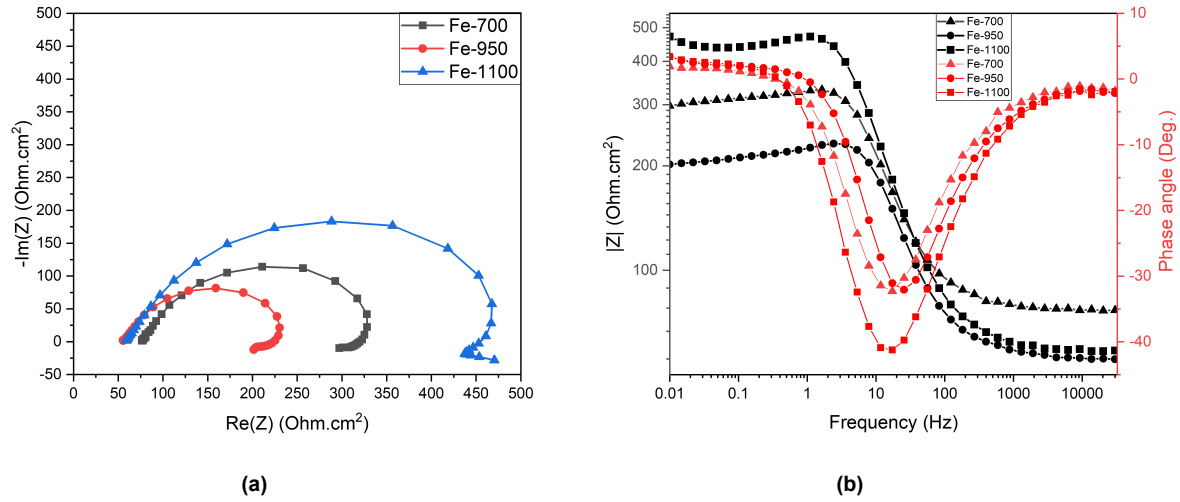 500
450
400
350
300
250
200
150
100
50
0
-50
0 50 100 150 200 250 300 350 400 450 500
-Im(Z) (Ohm.cm²)
Re(Z) (Ohm.cm²)
Fe-700
Fe-950
Fe-1100
(a)
500
400
300
200
100
|Z| (Ohm.cm²)
0.01 0.1 1 10 100 1000 10000
Frequency (Hz)
Fe-700
Fe-950
Fe-1100
Fe-700
Fe-950
Fe-1100
10
0
-10
-20
-30
-40
Phase angle (Deg.)
(b)